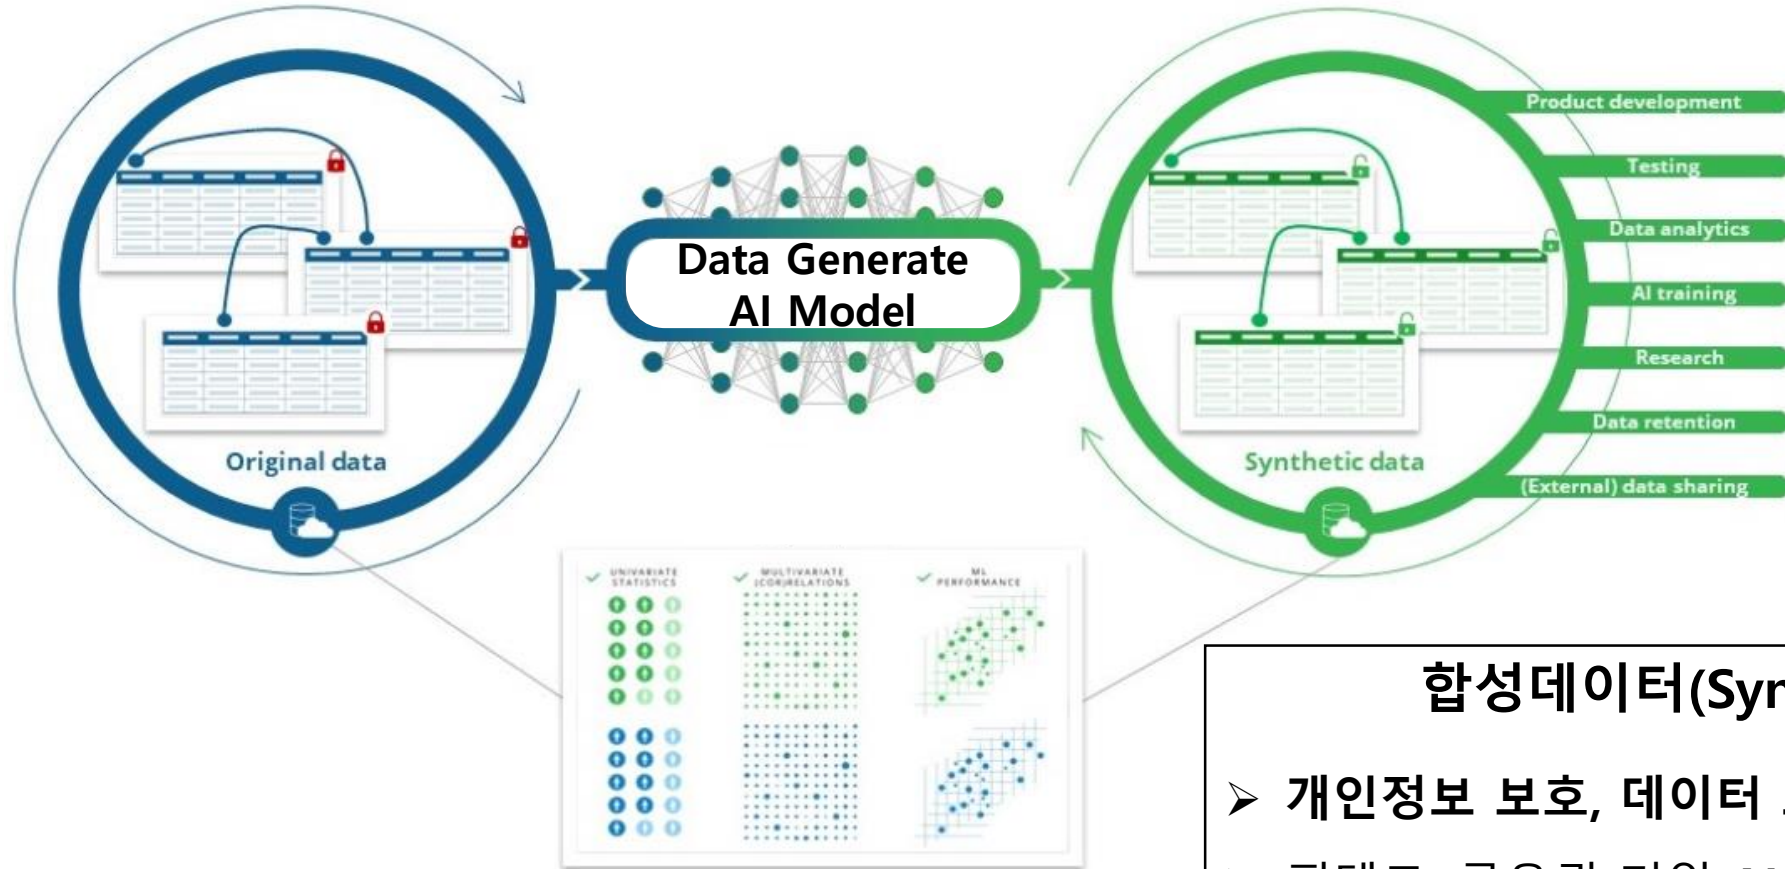 Data Generate
AI Model
Original data
Synthetic data
Product development
Testing
Data analytics
AI training
Research
Data retention
(External) data sharing
UNIVARIATE
STATISTICS
MULTIVARIATE
(COR)RELATIONS
ML
PERFORMANCE
합성데이터(Syn
➢ 개인정보 보호, 데이터